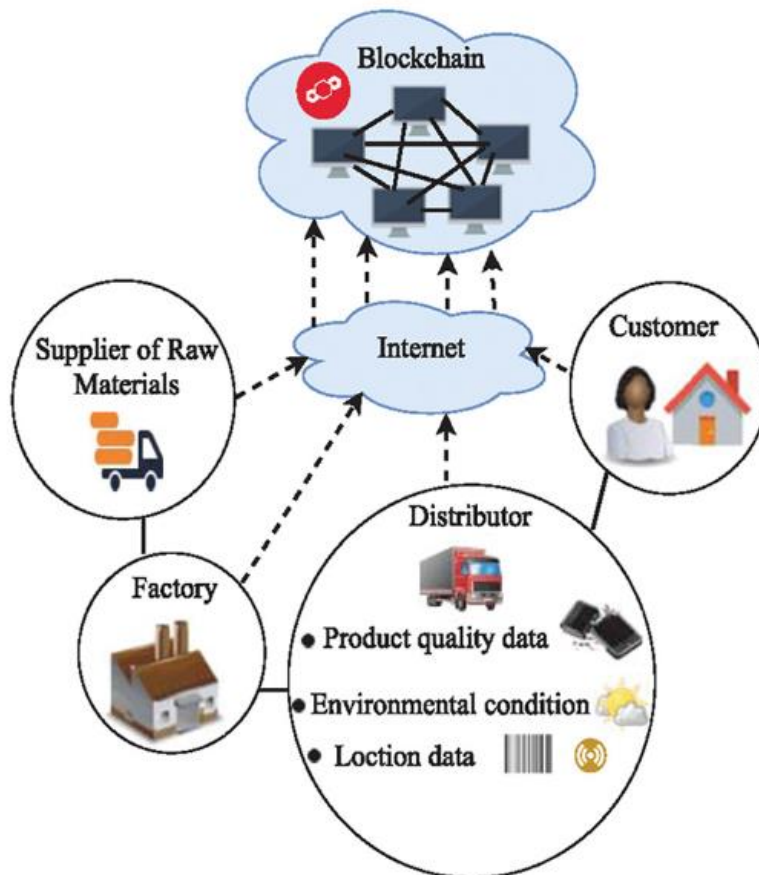 Blockchain
Internet
Supplier of Raw
Materials
Customer
Factory
Distributor
Product quality data
Environmental condition
Loction data